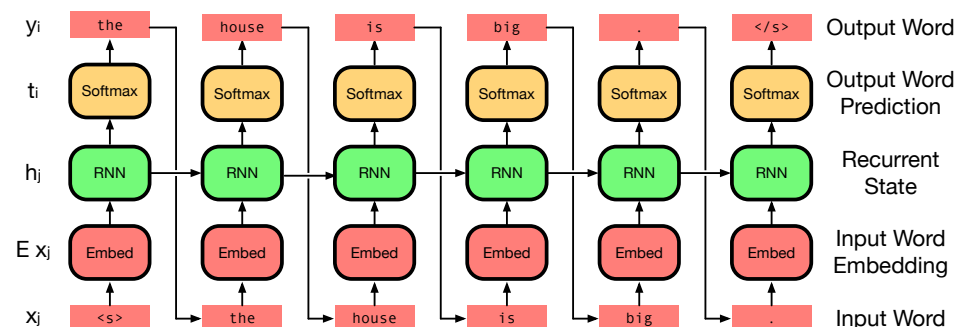 yi the house is big . </s> Output Word
ti Softmax Softmax Softmax Softmax Softmax Softmax Output Word
Prediction
hj RNN RNN RNN RNN RNN RNN Recurrent
State
E xj Embed Embed Embed Embed Embed Embed Input Word
Embedding
xj <s> the house is big . Input Word